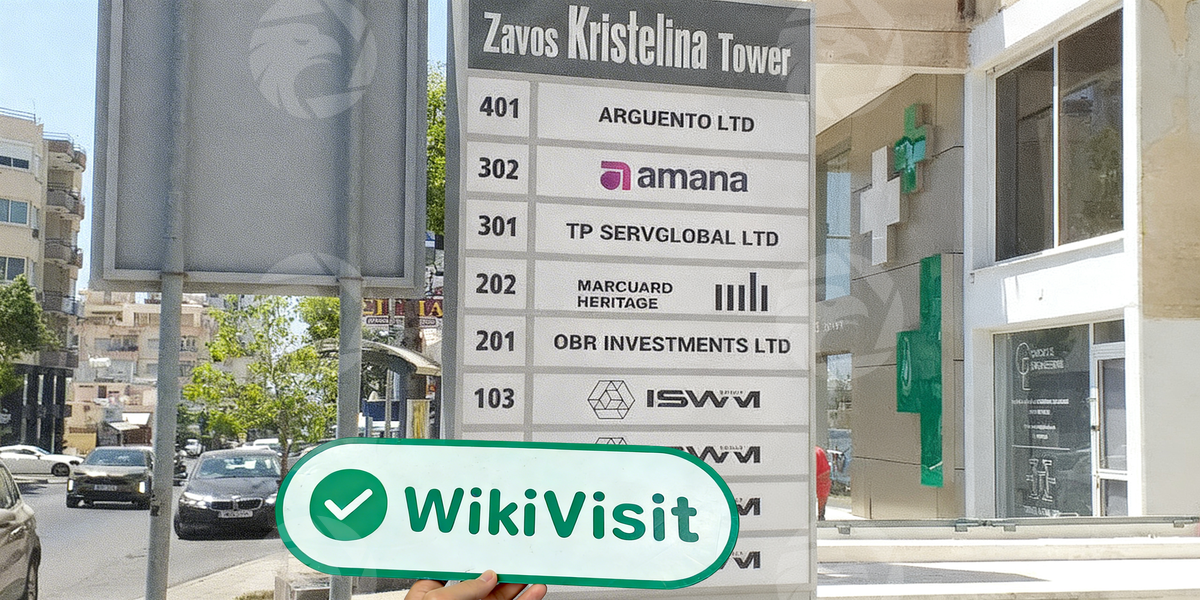 Zavos Kristelina Tower
401 ARGUENTO LTD
302 amana
301 TP SERVGLOBAL LTD
202 MARCUARD
HERITAGE
201 OBR INVESTMENTS LTD
103 ISWM
WikiVisit